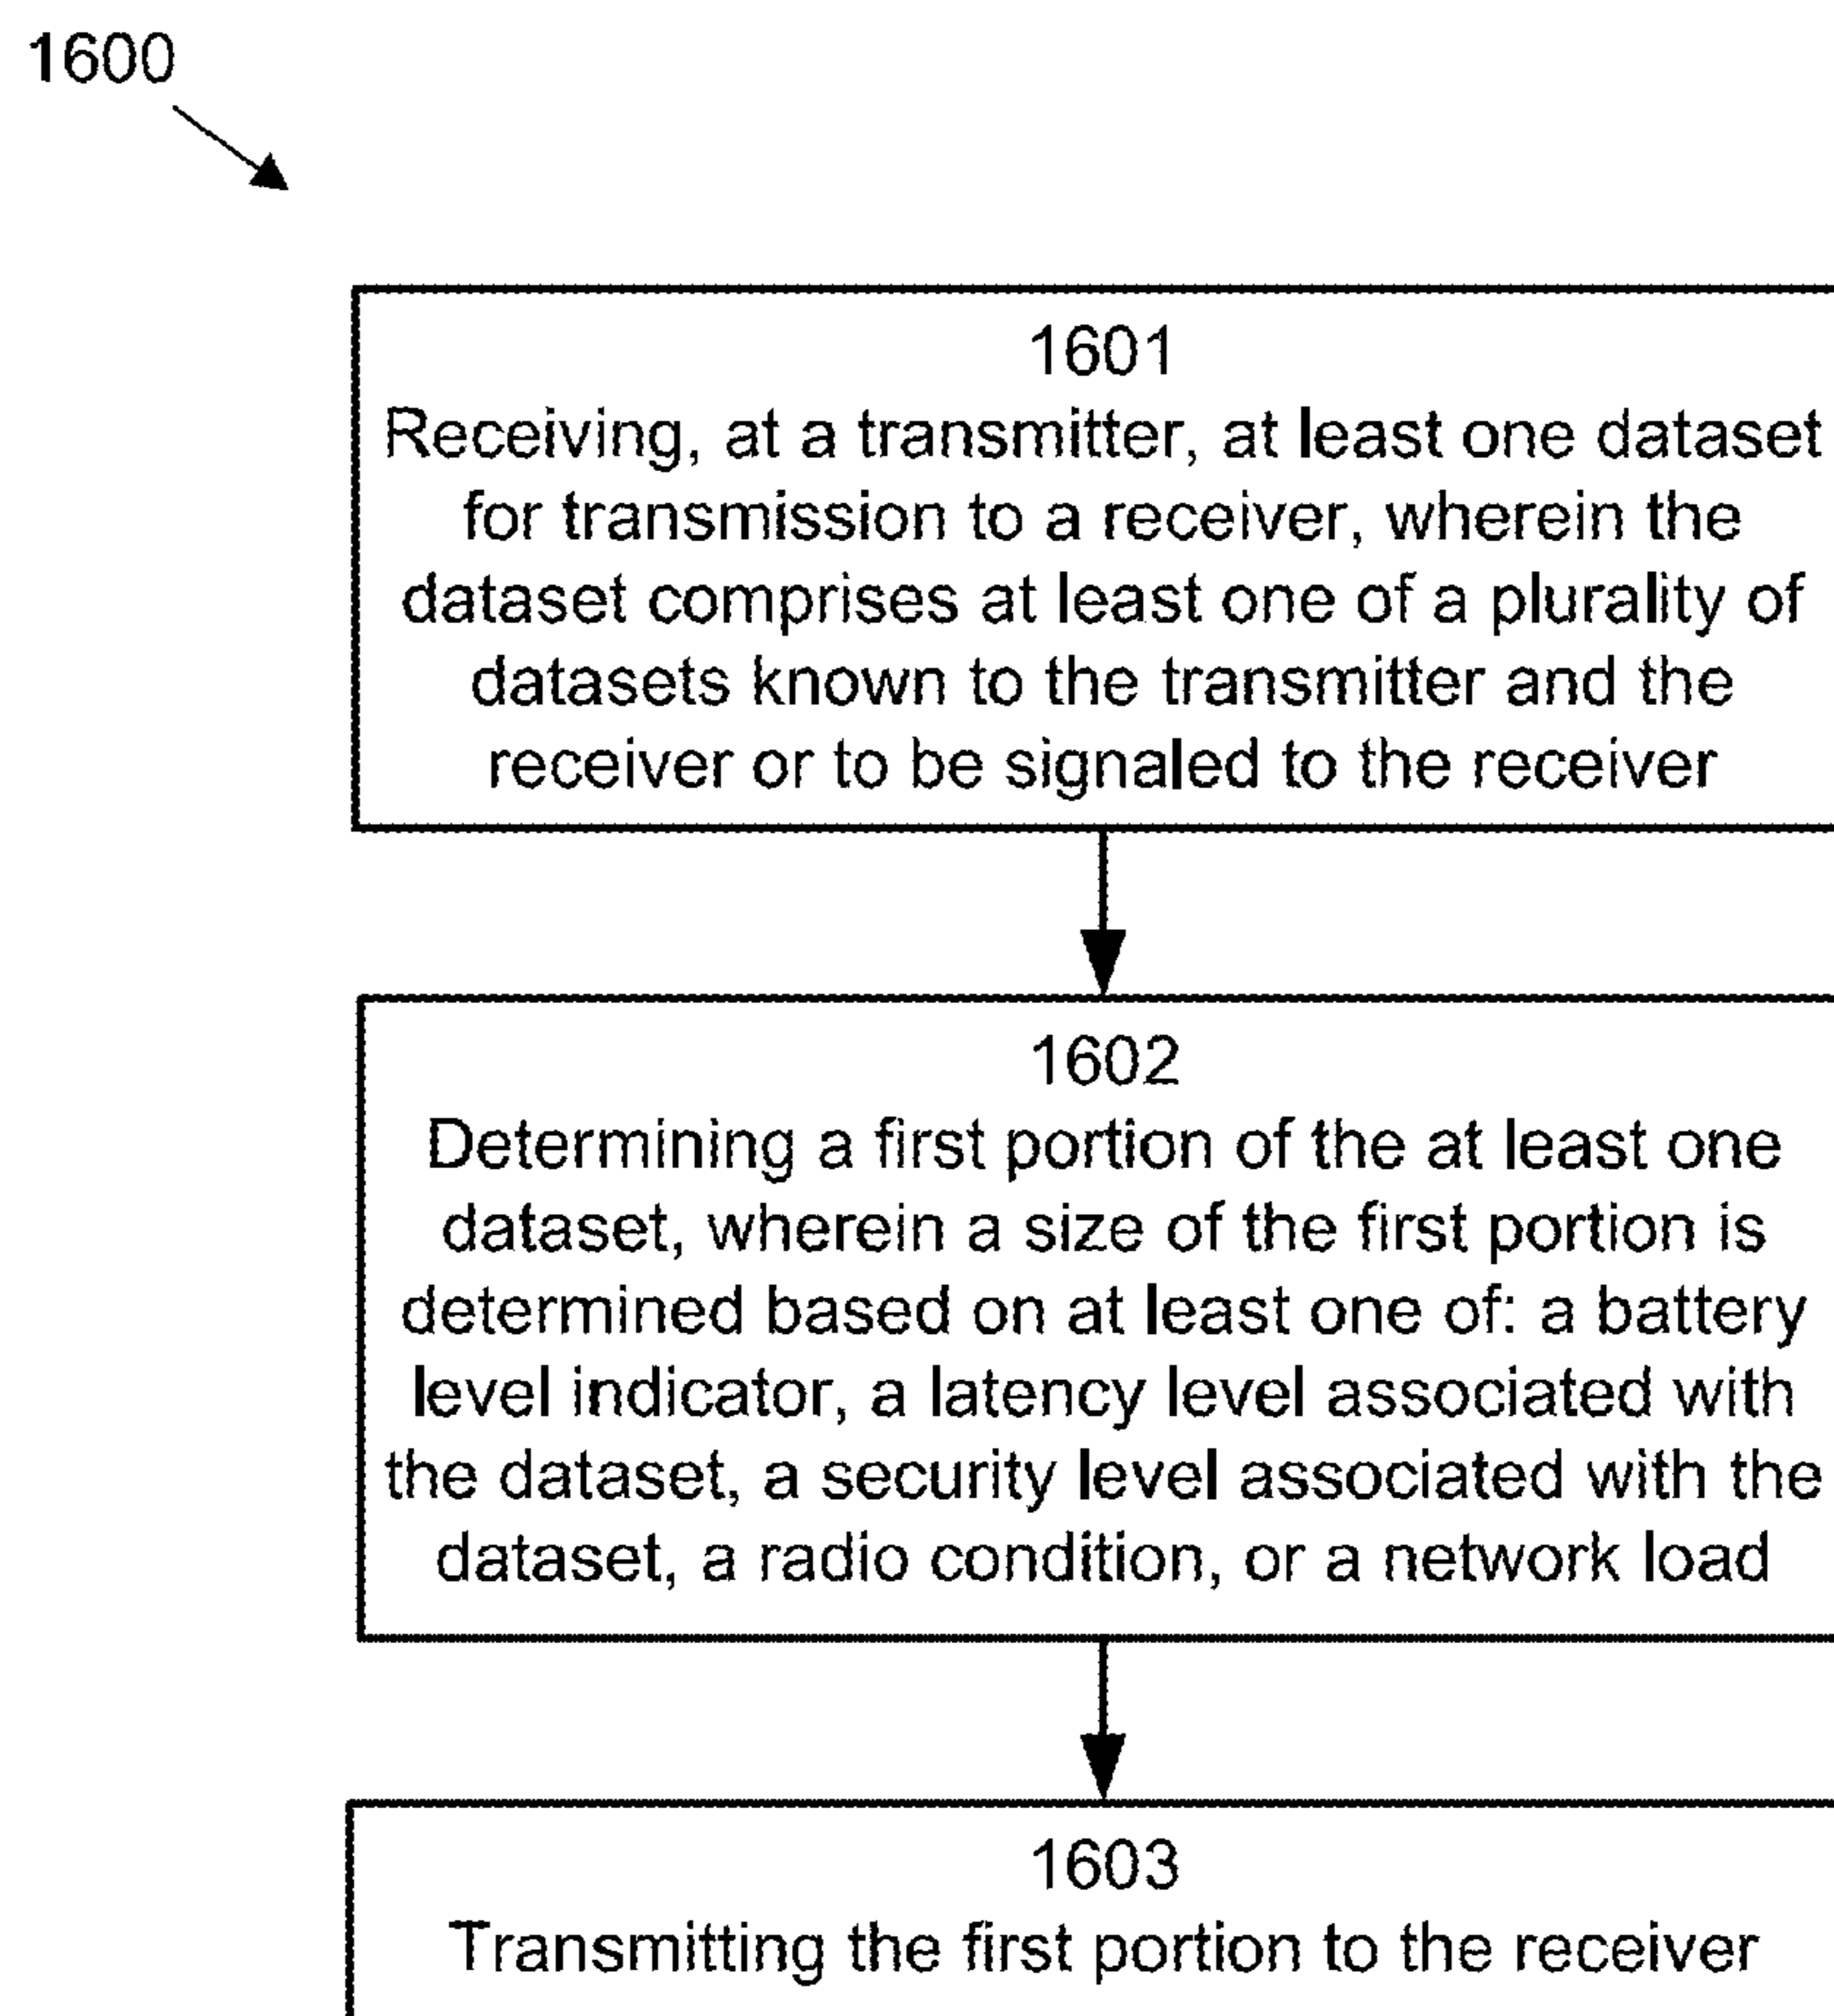 1600
1601
Receiving, at a transmitter, at least one dataset
for transmission to a receiver, wherein the
dataset comprises at least one of a plurality of
datasets known to the transmitter and the
receiver or to be signaled to the receiver
1602
Determining a first portion of the at least one
dataset, wherein a size of the first portion is
determined based on at least one of: a battery
level indicator, a latency level associated with
the dataset, a security level associated with the
dataset, a radio condition, or a network load
1603
Transmitting the first portion to the receiver